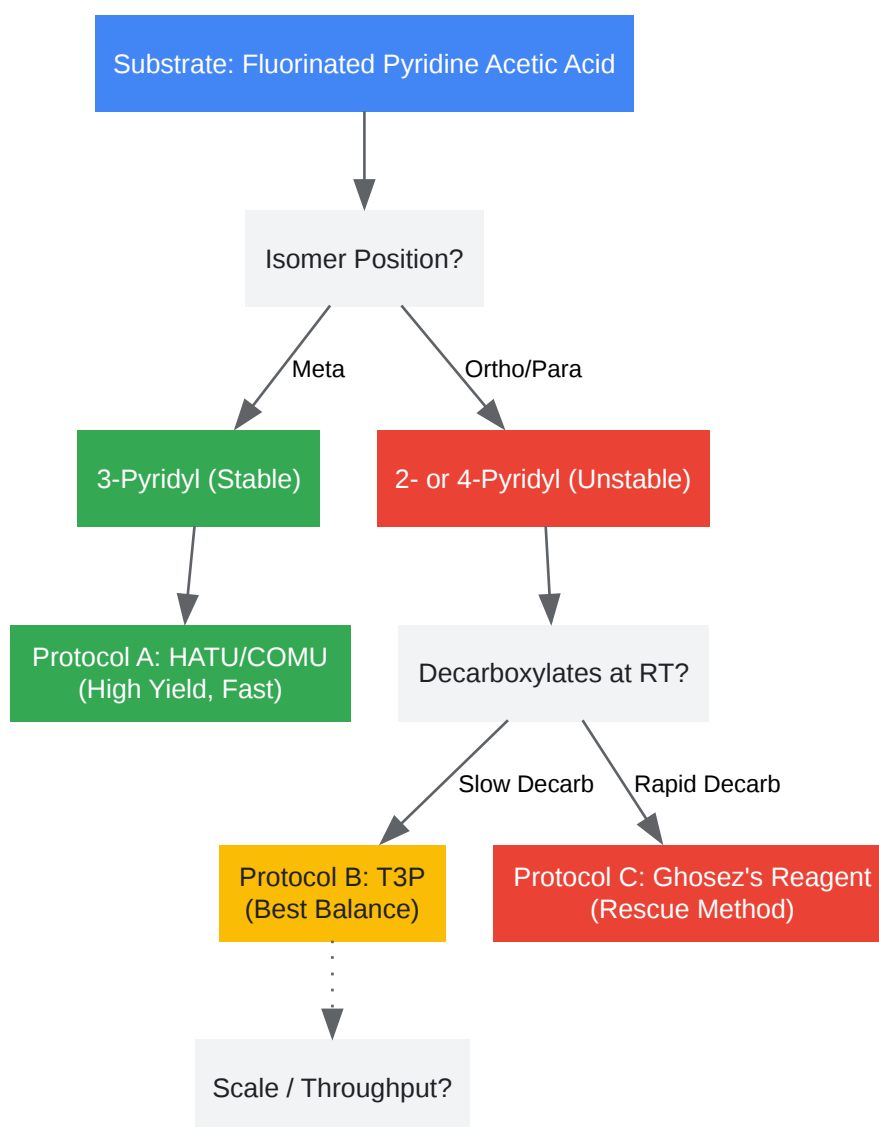 Substrate: Fluorinated Pyridine Acetic Acid
Isomer Position?
Meta
Ortho/Para
3-Pyridyl (Stable)
2- or 4-Pyridyl (Unstable)
Protocol A: HATU/COMU
(High Yield, Fast)
Decarboxylates at RT?
Slow Decarb
Rapid Decarb
Protocol B: T3P
(Best Balance)
Protocol C: Ghosez's Reagent
(Rescue Method)
Scale / Throughput?